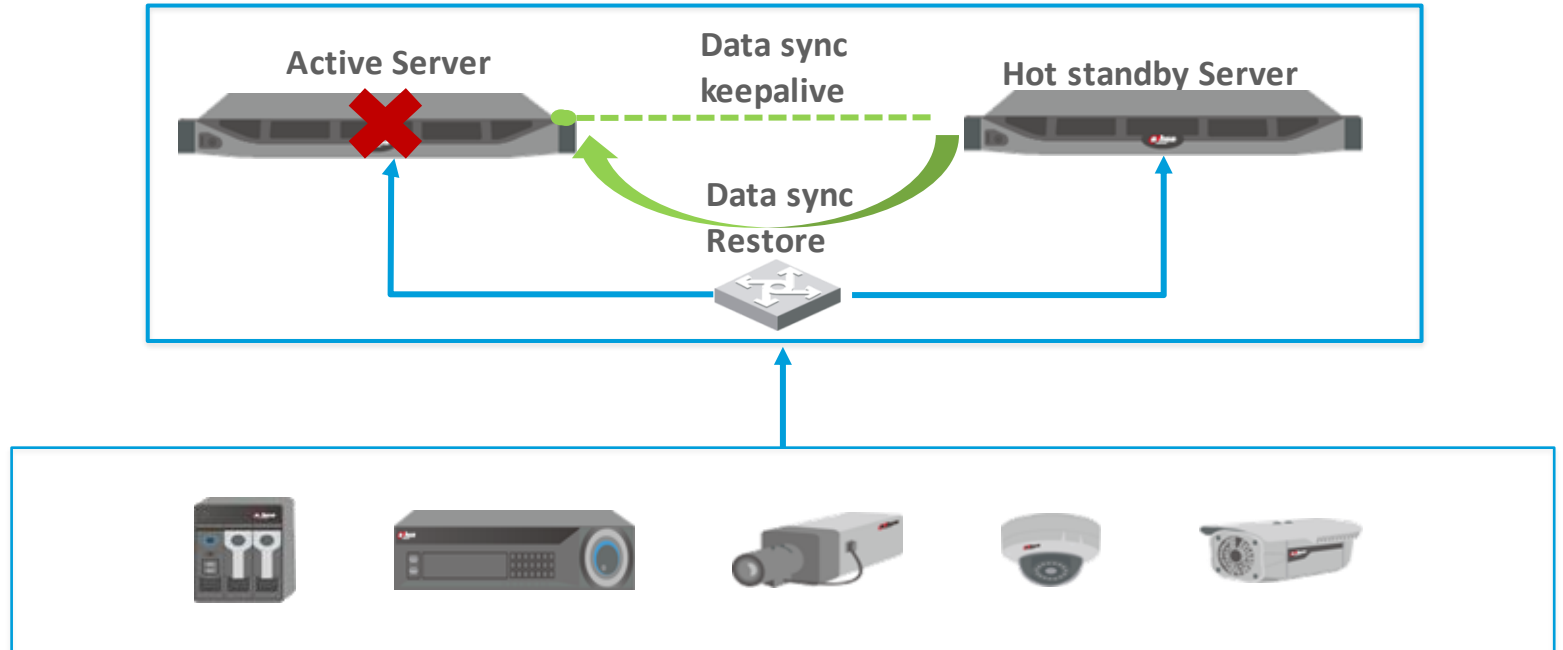 Active Server
Data sync
keepalive
Hot standby Server
Data sync
Restore